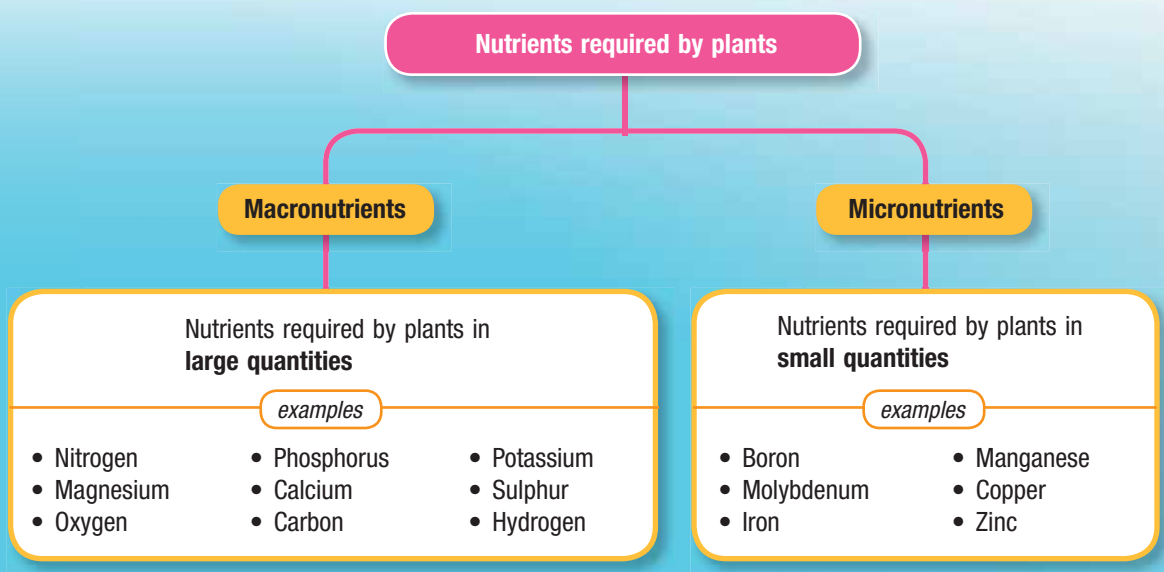 Nutrients required by plants
Macronutrients
Nutrients required by plants in
large quantities
examples
• Nitrogen
• Magnesium
• Oxygen
• Phosphorus
• Calcium
• Carbon
• Potassium
• Sulphur
• Hydrogen
Micronutrients
Nutrients required by plants in
small quantities
examples
• Boron
• Molybdenum
• Iron
• Manganese
• Copper
• Zinc